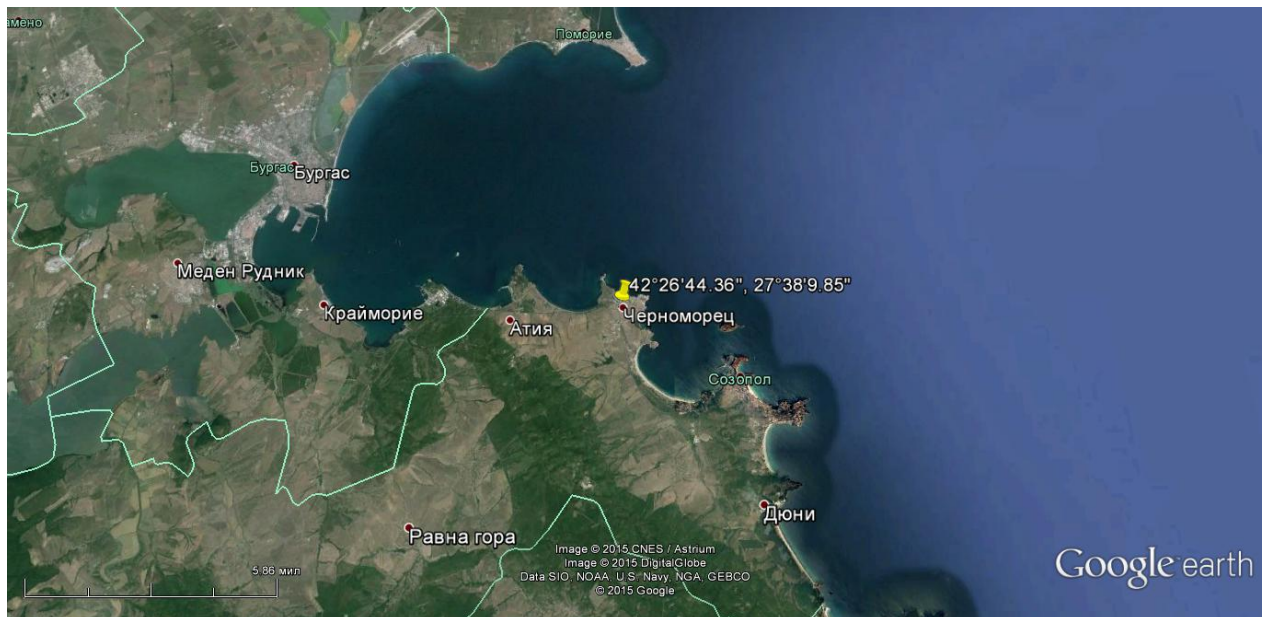 амено
Поморие
Бургас
Бургас
Меден Рудник
42°26'44.36", 27°38'9.85"
Крайморие
Черноморец
Атия
Созопол
Дюни
Равна гора
5.86 мил
Image © 2015 CNES / Astrium
Image © 2015 DigitalGlobe
Data SIO, NOAA, U.S. Navy, NGA, GEBCO
© 2015 Google
Google earth